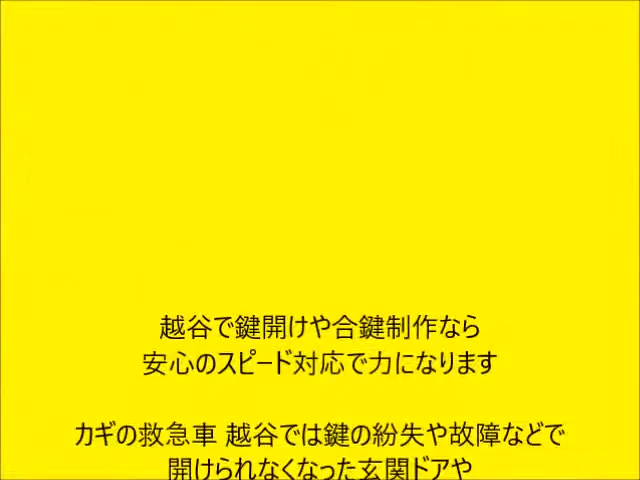 越谷で鍵開けや合鍵制作なら
安心のスピード対応で力になります
カギの救急車 越谷では鍵の紛失や故障などで
開けられなくなった玄関ドアや